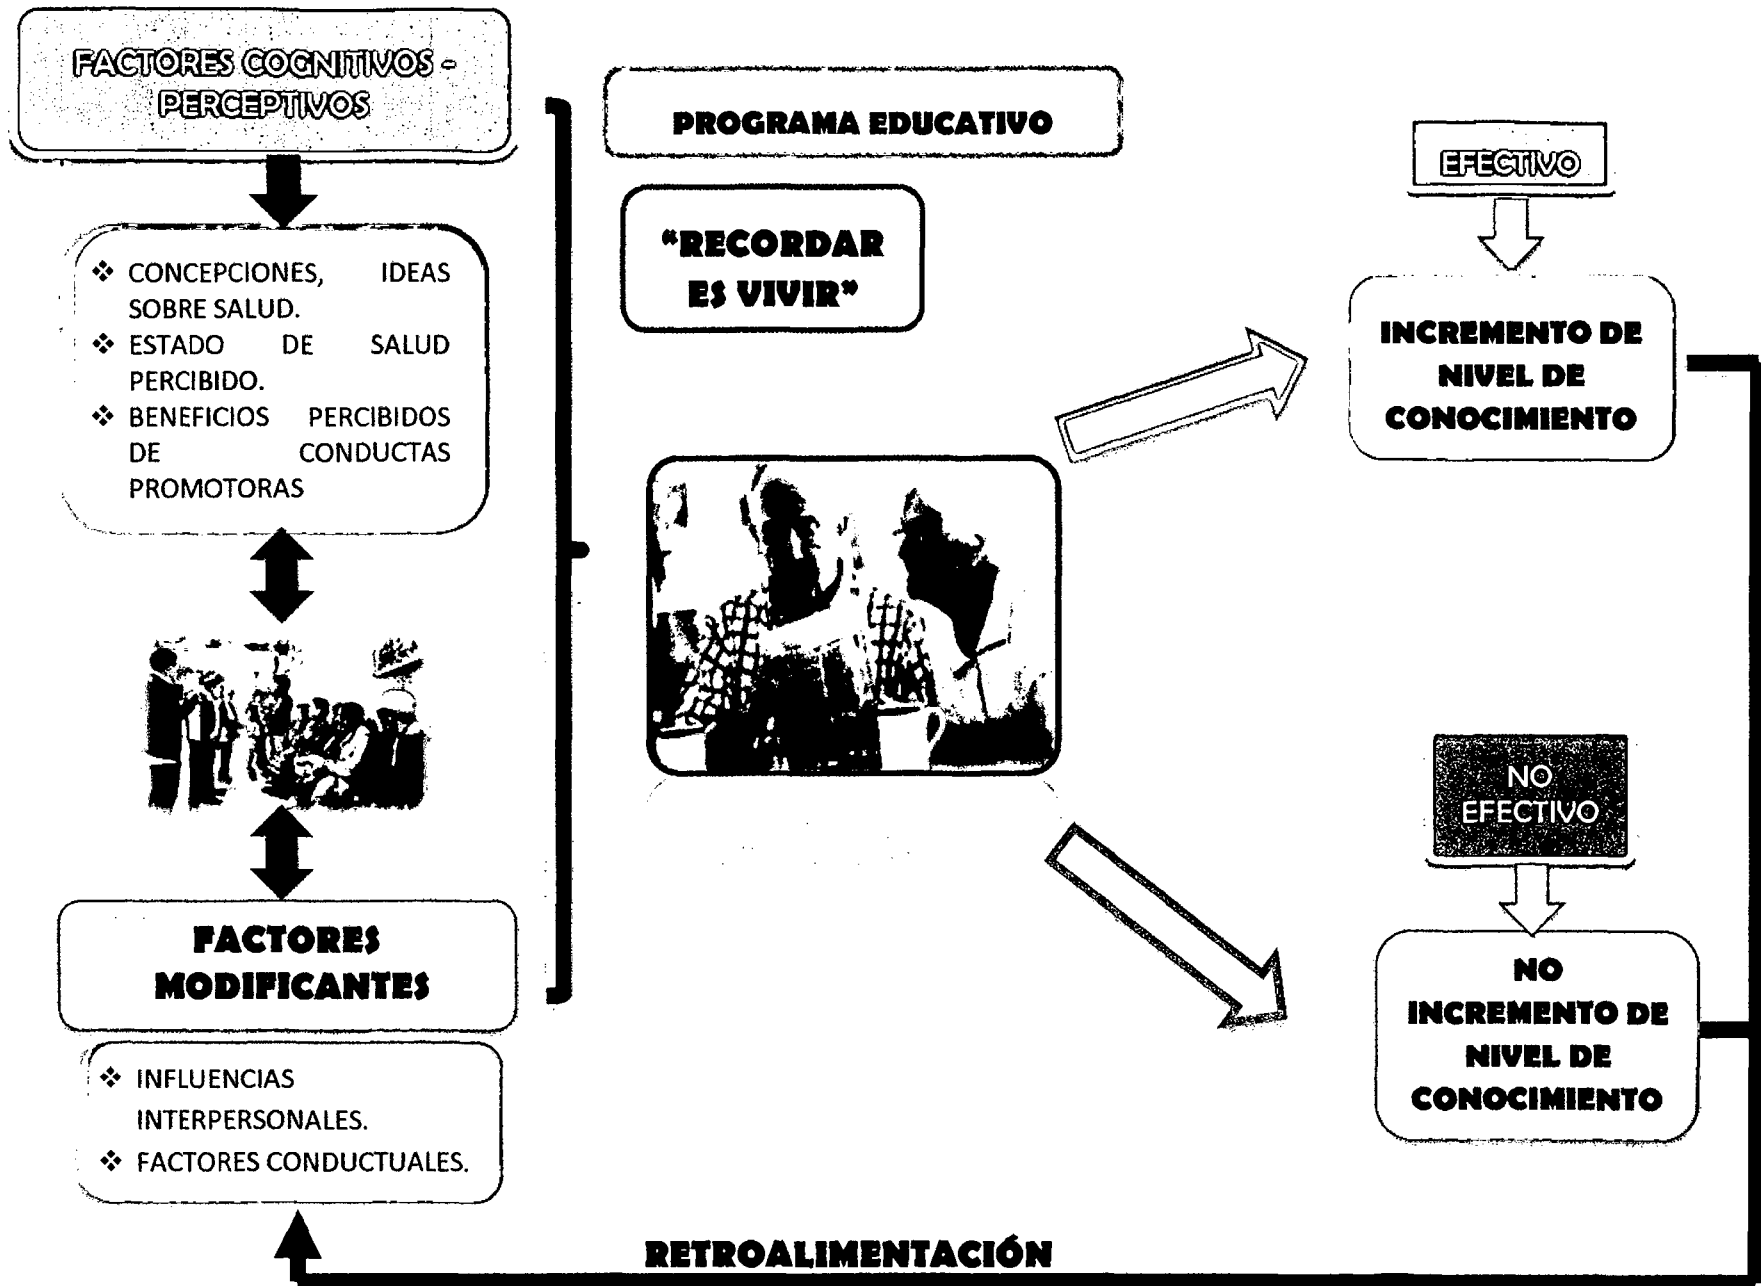 FACTORES COGNITIVOS -
PERCEPTIVOS
❖ CONCEPCIONES, IDEAS
SOBRE SALUD.
❖ ESTADO DE SALUD
PERCIBIDO.
❖ BENEFICIOS PERCIBIDOS
DE CONDUCTAS
PROMOTORAS
FACTORES
MODIFICANTES
❖ INFLUENCIAS
INTERPERSONALES.
❖ FACTORES CONDUCTUALES.
PROGRAMA EDUCATIVO
“RECORDAR
ES VIVIR”
EFECTIVO
INCREMENTO DE
NIVEL DE
CONOCIMIENTO
NO
EFECTIVO
NO
INCREMENTO DE
NIVEL DE
CONOCIMIENTO
RETROALIMENTACIÓN